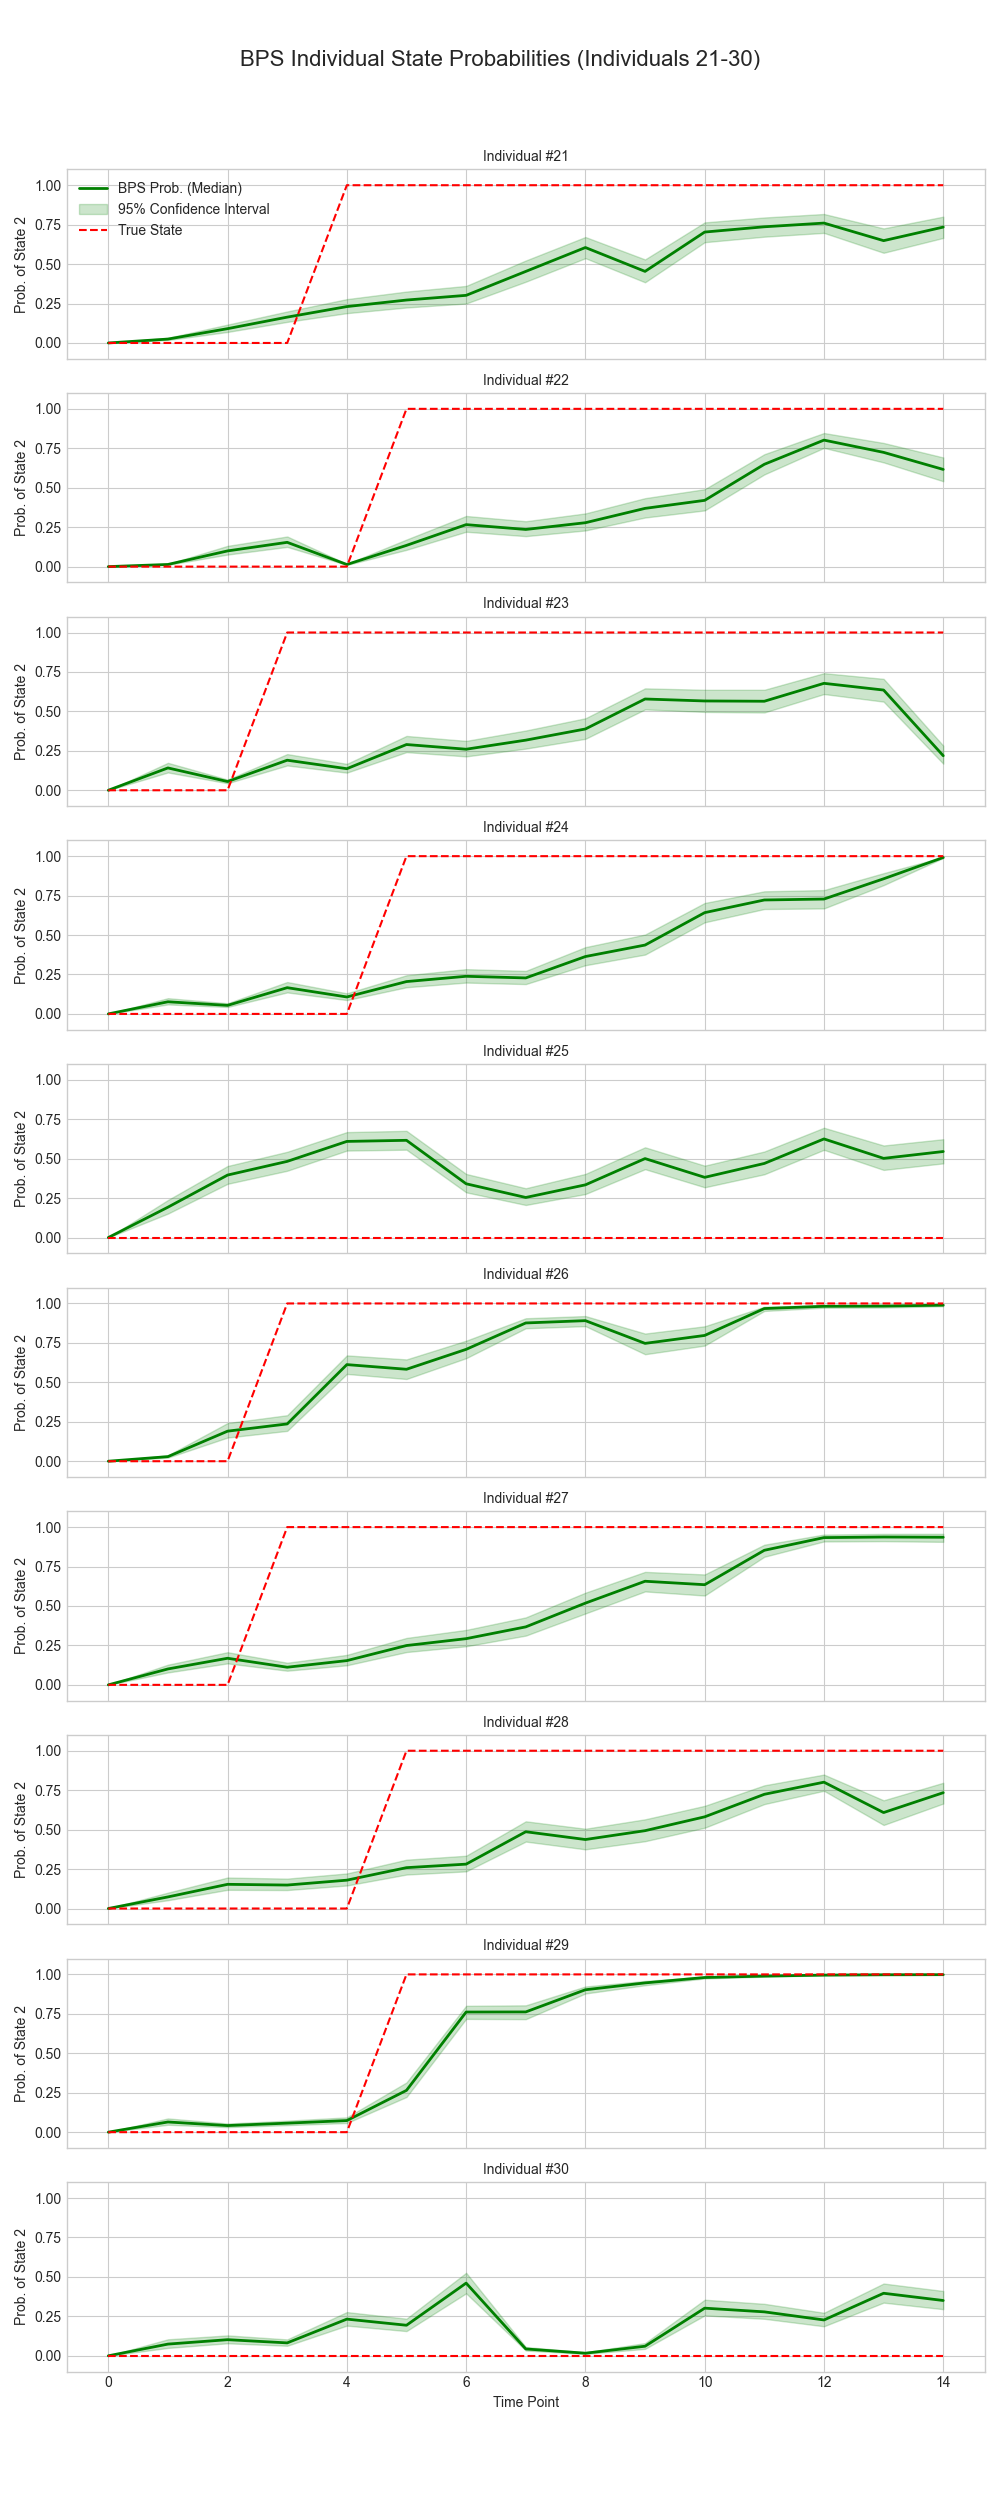 BPS Individual State Probabilities (Individuals 21-30)
Individual #21
1.00
0.75
0.50
0.25
0.00
Prob. of State 2
BPS Prob. (Median)
95% Confidence Interval
True State
Individual #22
1.00
0.75
0.50
0.25
0.00
Prob. of State 2
Individual #23
1.00
0.75
0.50
0.25
0.00
Prob. of State 2
Individual #24
1.00
0.75
0.50
0.25
0.00
Prob. of State 2
Individual #25
1.00
0.75
0.50
0.25
0.00
Prob. of State 2
Individual #26
1.00
0.75
0.50
0.25
0.00
Prob. of State 2
Individual #27
1.00
0.75
0.50
0.25
0.00
Prob. of State 2
Individual #28
1.00
0.75
0.50
0.25
0.00
Prob. of State 2
Individual #29
1.00
0.75
0.50
0.25
0.00
Prob. of State 2
Individual #30
1.00
0.75
0.50
0.25
0.00
Prob. of State 2
0 2 4 6 8 10 12 14
Time Point